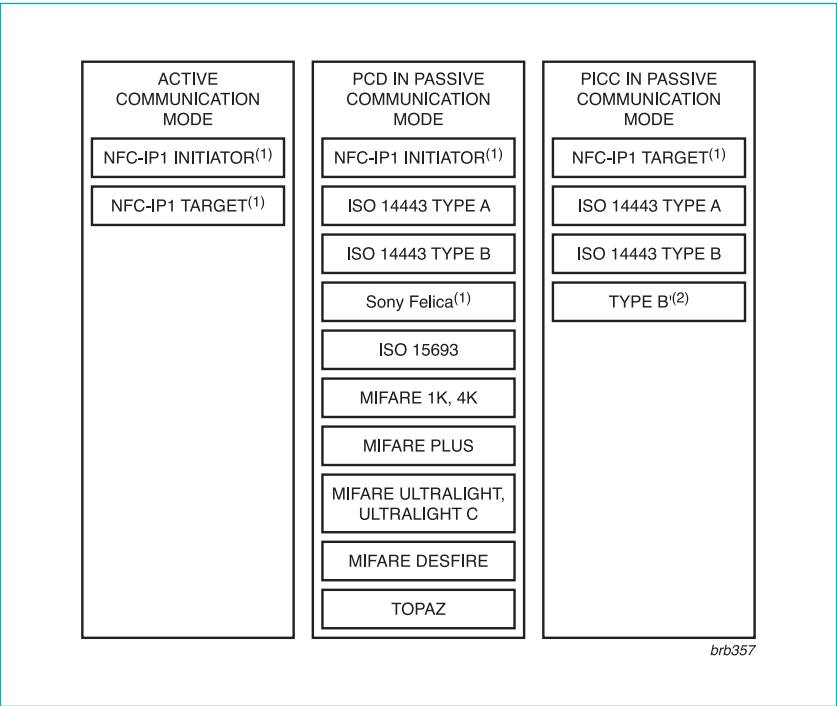 ACTIVE
COMMUNICATION
MODE
NFC-IP1 INITIATOR(1)
NFC-IP1 TARGET(1)
PCD IN PASSIVE
COMMUNICATION
MODE
NFC-IP1 INITIATOR(1)
ISO 14443 TYPE A
ISO 14443 TYPE B
Sony Felica(1)
ISO 15693
MIFARE 1K, 4K
MIFARE PLUS
MIFARE ULTRALIGHT,
ULTRALIGHT C
MIFARE DESFIRE
TOPAZ
PICC IN PASSIVE
COMMUNICATION
MODE
NFC-IP1 TARGET(1)
ISO 14443 TYPE A
ISO 14443 TYPE B
TYPE B'(2)
brb357